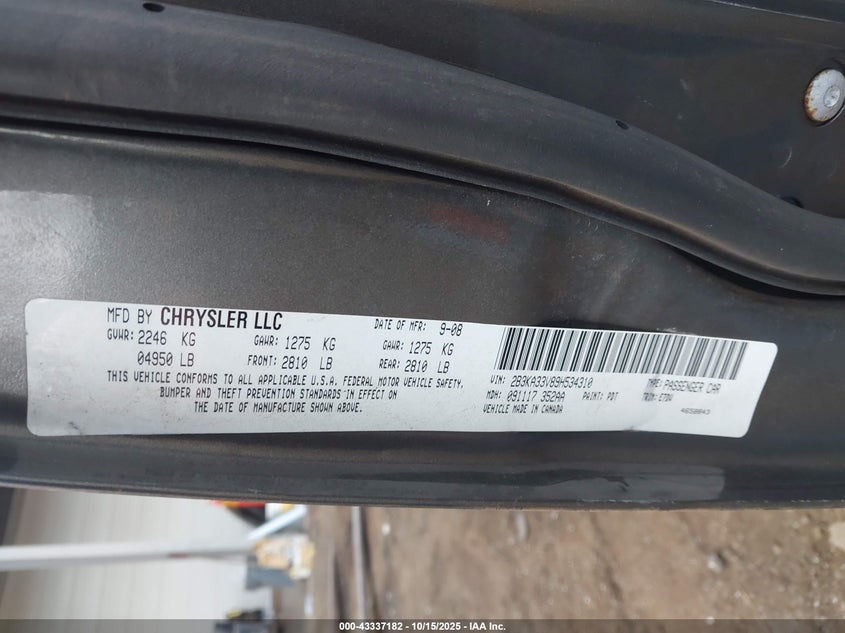 MFD BY CHRYSLER LLC DATE OF MFR: 9-08
GVWR: 2246 KG GAWR: 1275 KG GAWR: 1275 KG
04950 LB FRONT: 2810 LB REAR: 2810 LB
THIS VEHICLE CONFORMS TO ALL APPLICABLE U.S.A. FEDERAL MOTOR VEHICLE SAFETY,
BUMPER AND THEFT PREVENTION STANDARDS IN EFFECT ON
THE DATE OF MANUFACTURE SHOWN ABOVE.
VIN: 2B3KA33V89H534310 TYPE: PASSENGER CAR
MDH: 091117 352AA PAINT: PDT TRIM:
VEHICLE MADE IN CANADA 4658043
000-43337182 - 10/15/2025 - IAA Inc.